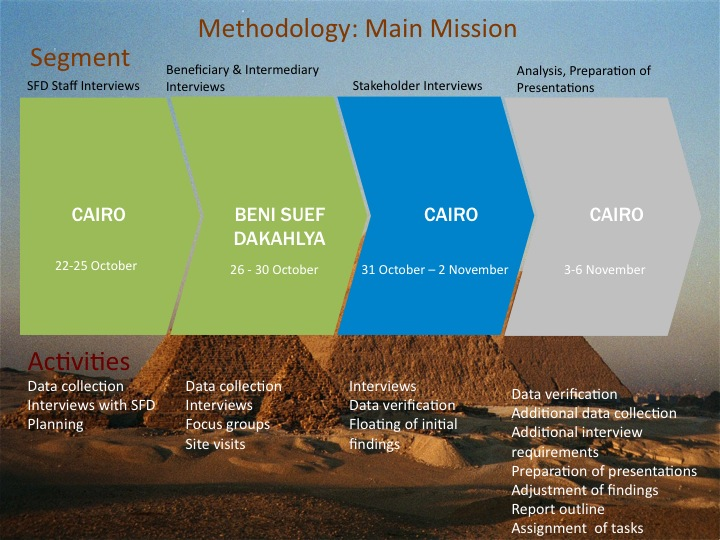 Methodology: Main Mission
Segment
SFD Staff Interviews
Beneficiary & Intermediary
Interviews
Stakeholder Interviews
Analysis, Preparation of
Presentations
CAIRO
22-25 October
BENI SUEF
DAKAHLYA
26 - 30 October
CAIRO
31 October – 2 November
CAIRO
3-6 November
Activities
Data collection
Interviews with SFD
Planning
Data collection
Interviews
Focus groups
Site visits
Interviews
Data verification
Floating of initial
findings
Data verification
Additional data collection
Additional interview
requirements
Preparation of presentations
Adjustment of findings
Report outline
Assignment  of tasks